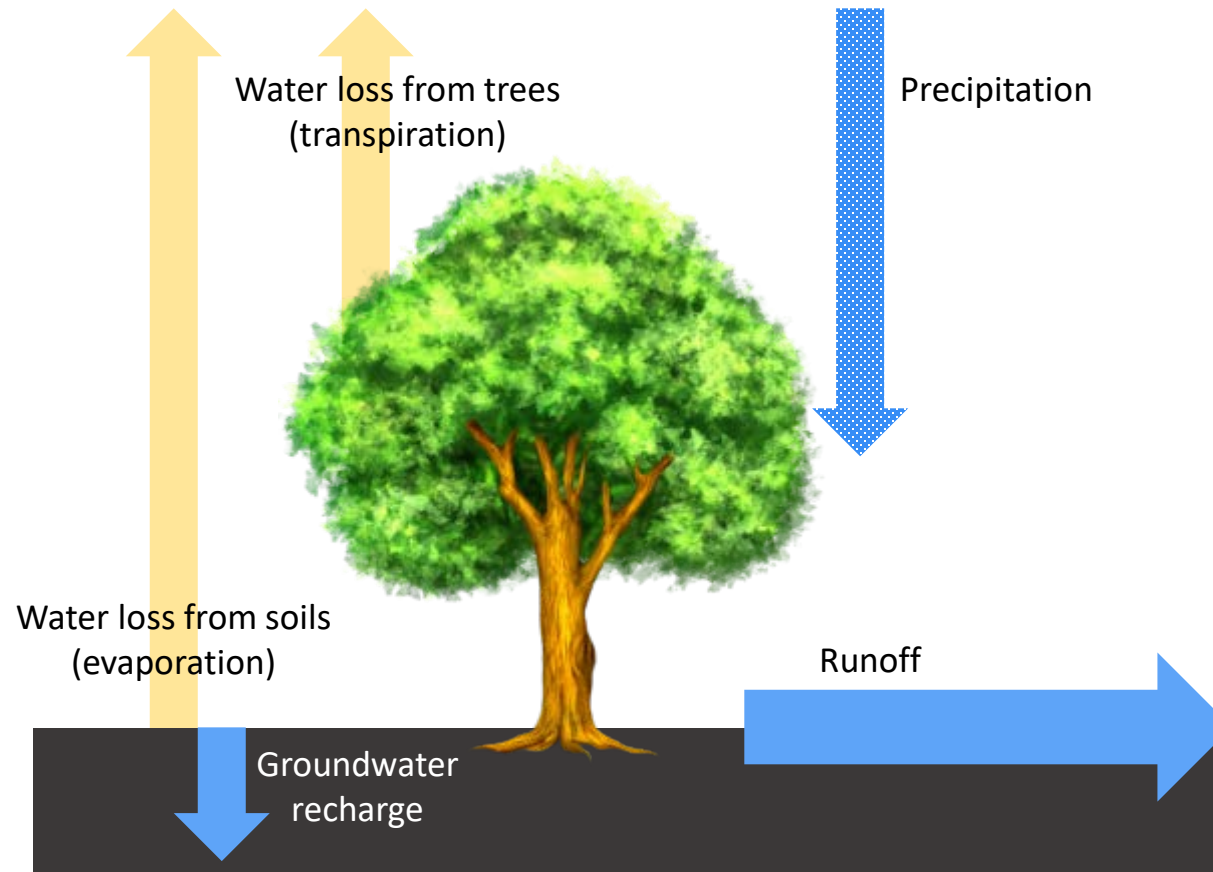 Water loss from trees
(transpiration)
Precipitation
Water loss from soils
(evaporation)
Runoff
Groundwater
recharge